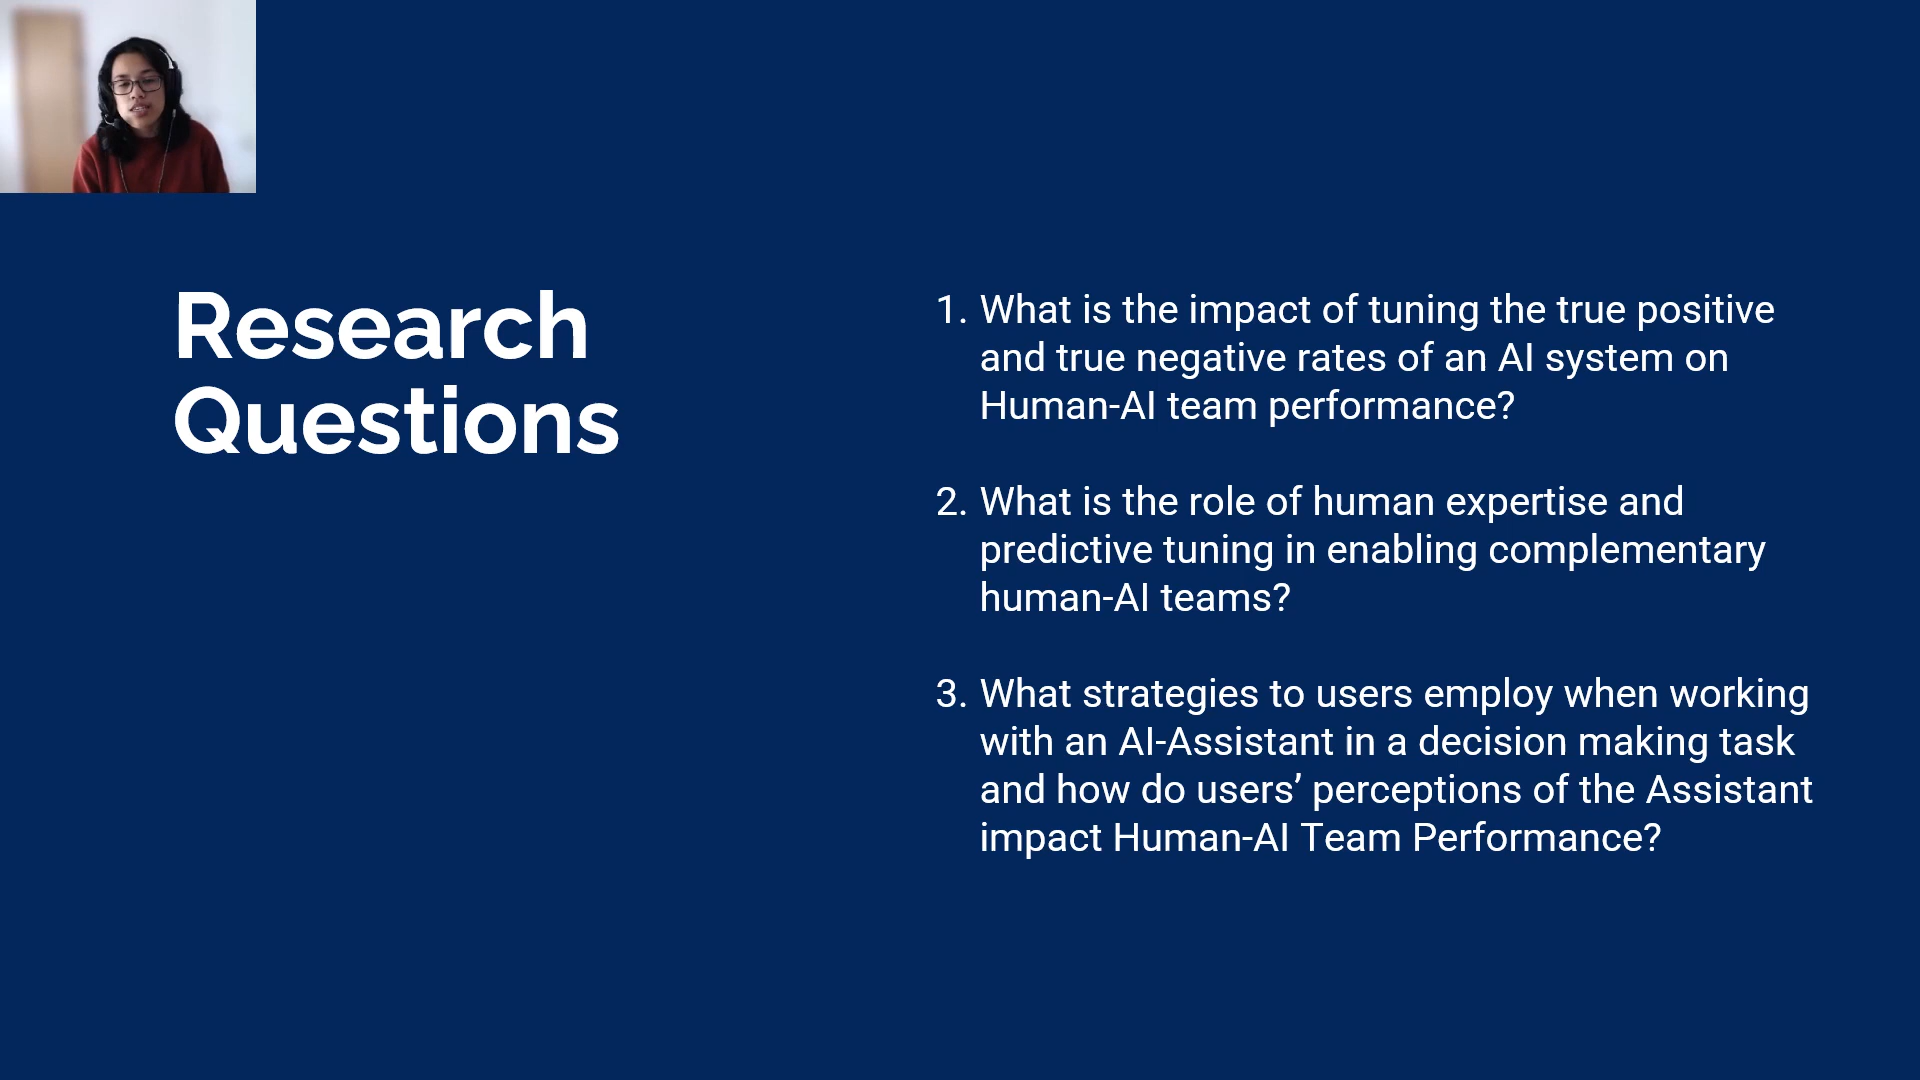 Research
Questions
1. What is the impact of tuning the true positive
and true negative rates of an AI system on
Human-AI team performance?
2. What is the role of human expertise and
predictive tuning in enabling complementary
human-AI teams?
3. What strategies to users employ when working
with an AI-Assistant in a decision making task
and how do users’ perceptions of the Assistant
impact Human-AI Team Performance?